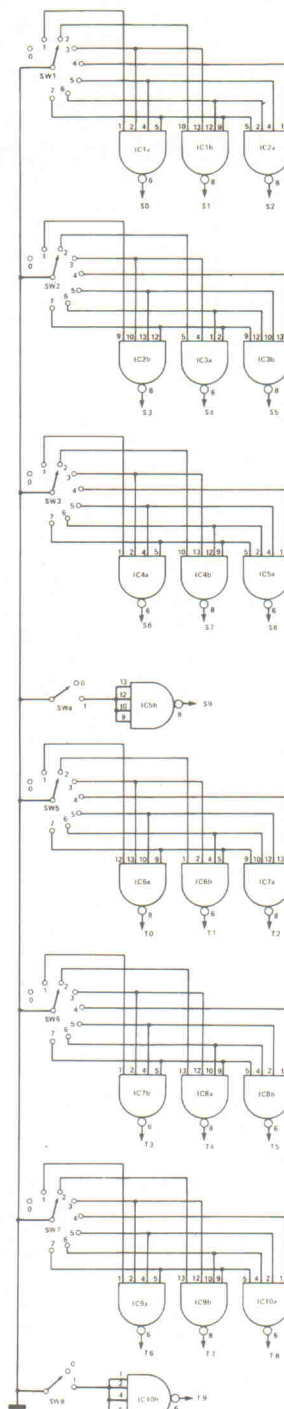 1 2
0 3
4
SW1 5
7 6
1 2 4 5 10 13 12 9 5 2 4 1
IC1a IC1b IC2a
6 8 6
S0 S1 S2
1 2
0 3
4
SW2 5
7 6
9 10 13 12 4 5 1 2 9 12 10 13
IC2b IC3a IC3b
8 6 8
S3 S4 S5
1 2
0 3
4
SW3 5
7 6
1 2 4 5 10 13 12 9 5 2 4 1
IC4a IC4b IC5a
6 8 6
S6 S7 S8
0
1
SW4
13
12
10
9
IC5b
8
S9
1 2
0 3
4
SW5 5
7 6
12 13 10 9 1 2 4 5 9 10 12 13
IC6a IC6b IC7a
8 6 8
T0 T1 T2
1 2
0 3
4
SW6 5
7 6
1 2 4 5 13 12 10 9 5 4 2 1
IC7b IC8a IC8b
6 8 6
T3 T4 T5
1 2
0 3
4
SW7 5
7 6
1 2 4 5 13 12 10 9 5 4 2 1
IC9a IC9b IC10a
6 8 6
T6 T7 T8
0
1
SW8
1
2
4
IC10b
T9